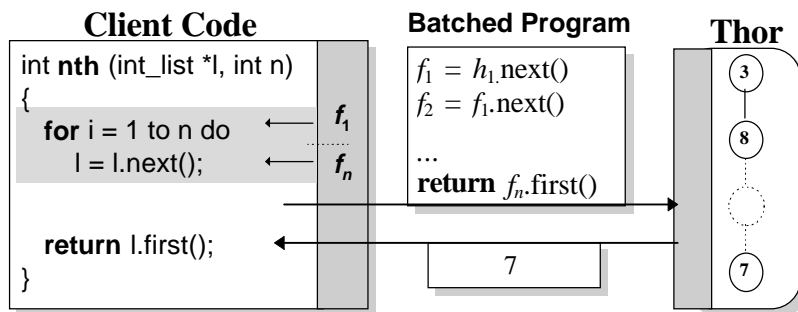 Client Code
int nth (int_list *l, int n)
{
for i = 1 to n do
l = l.next();
return l.first();
}
f1
fn
Batched Program
f1 = h1.next()
f2 = f1.next()
...
return fn.first()
7
Thor
3
8
7